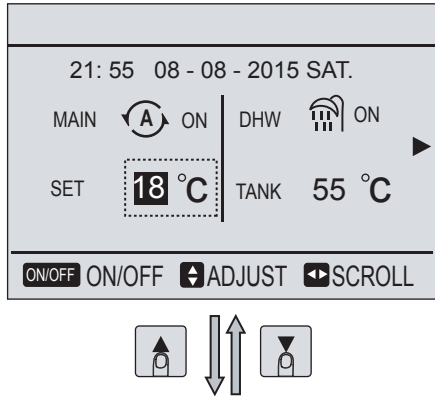 21: 55 08 - 08 - 2015 SAT.
MAIN A ON DHW ON
SET 18 °C TANK 55 °C
ON/OFF ON/OFF ADJUST SCROLL